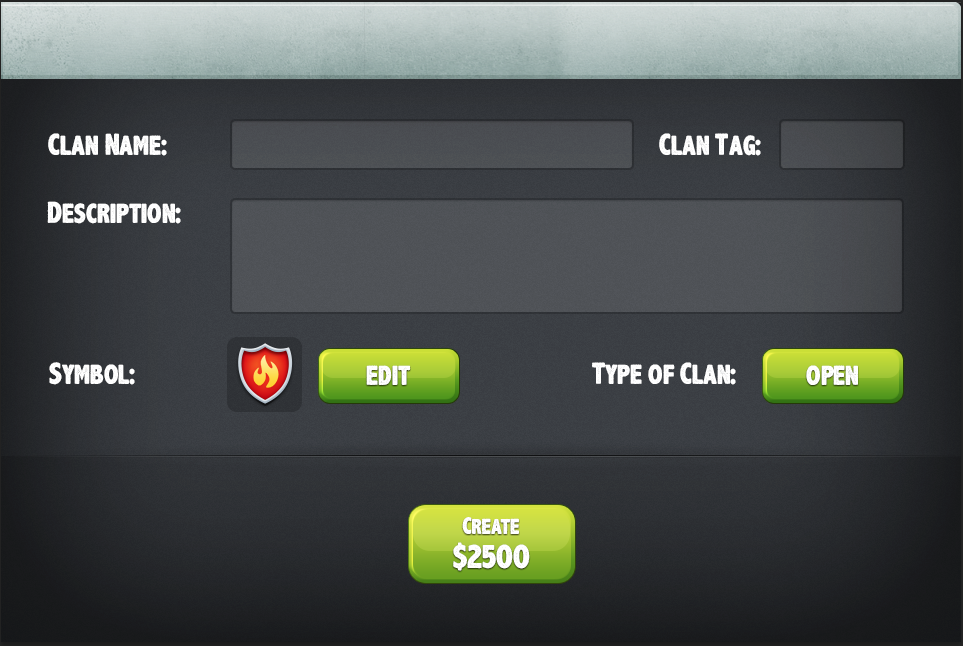 Clan Name:
Clan Tag:
Description:
Symbol:
EDIT
Type of Clan:
OPEN
Create
$2500